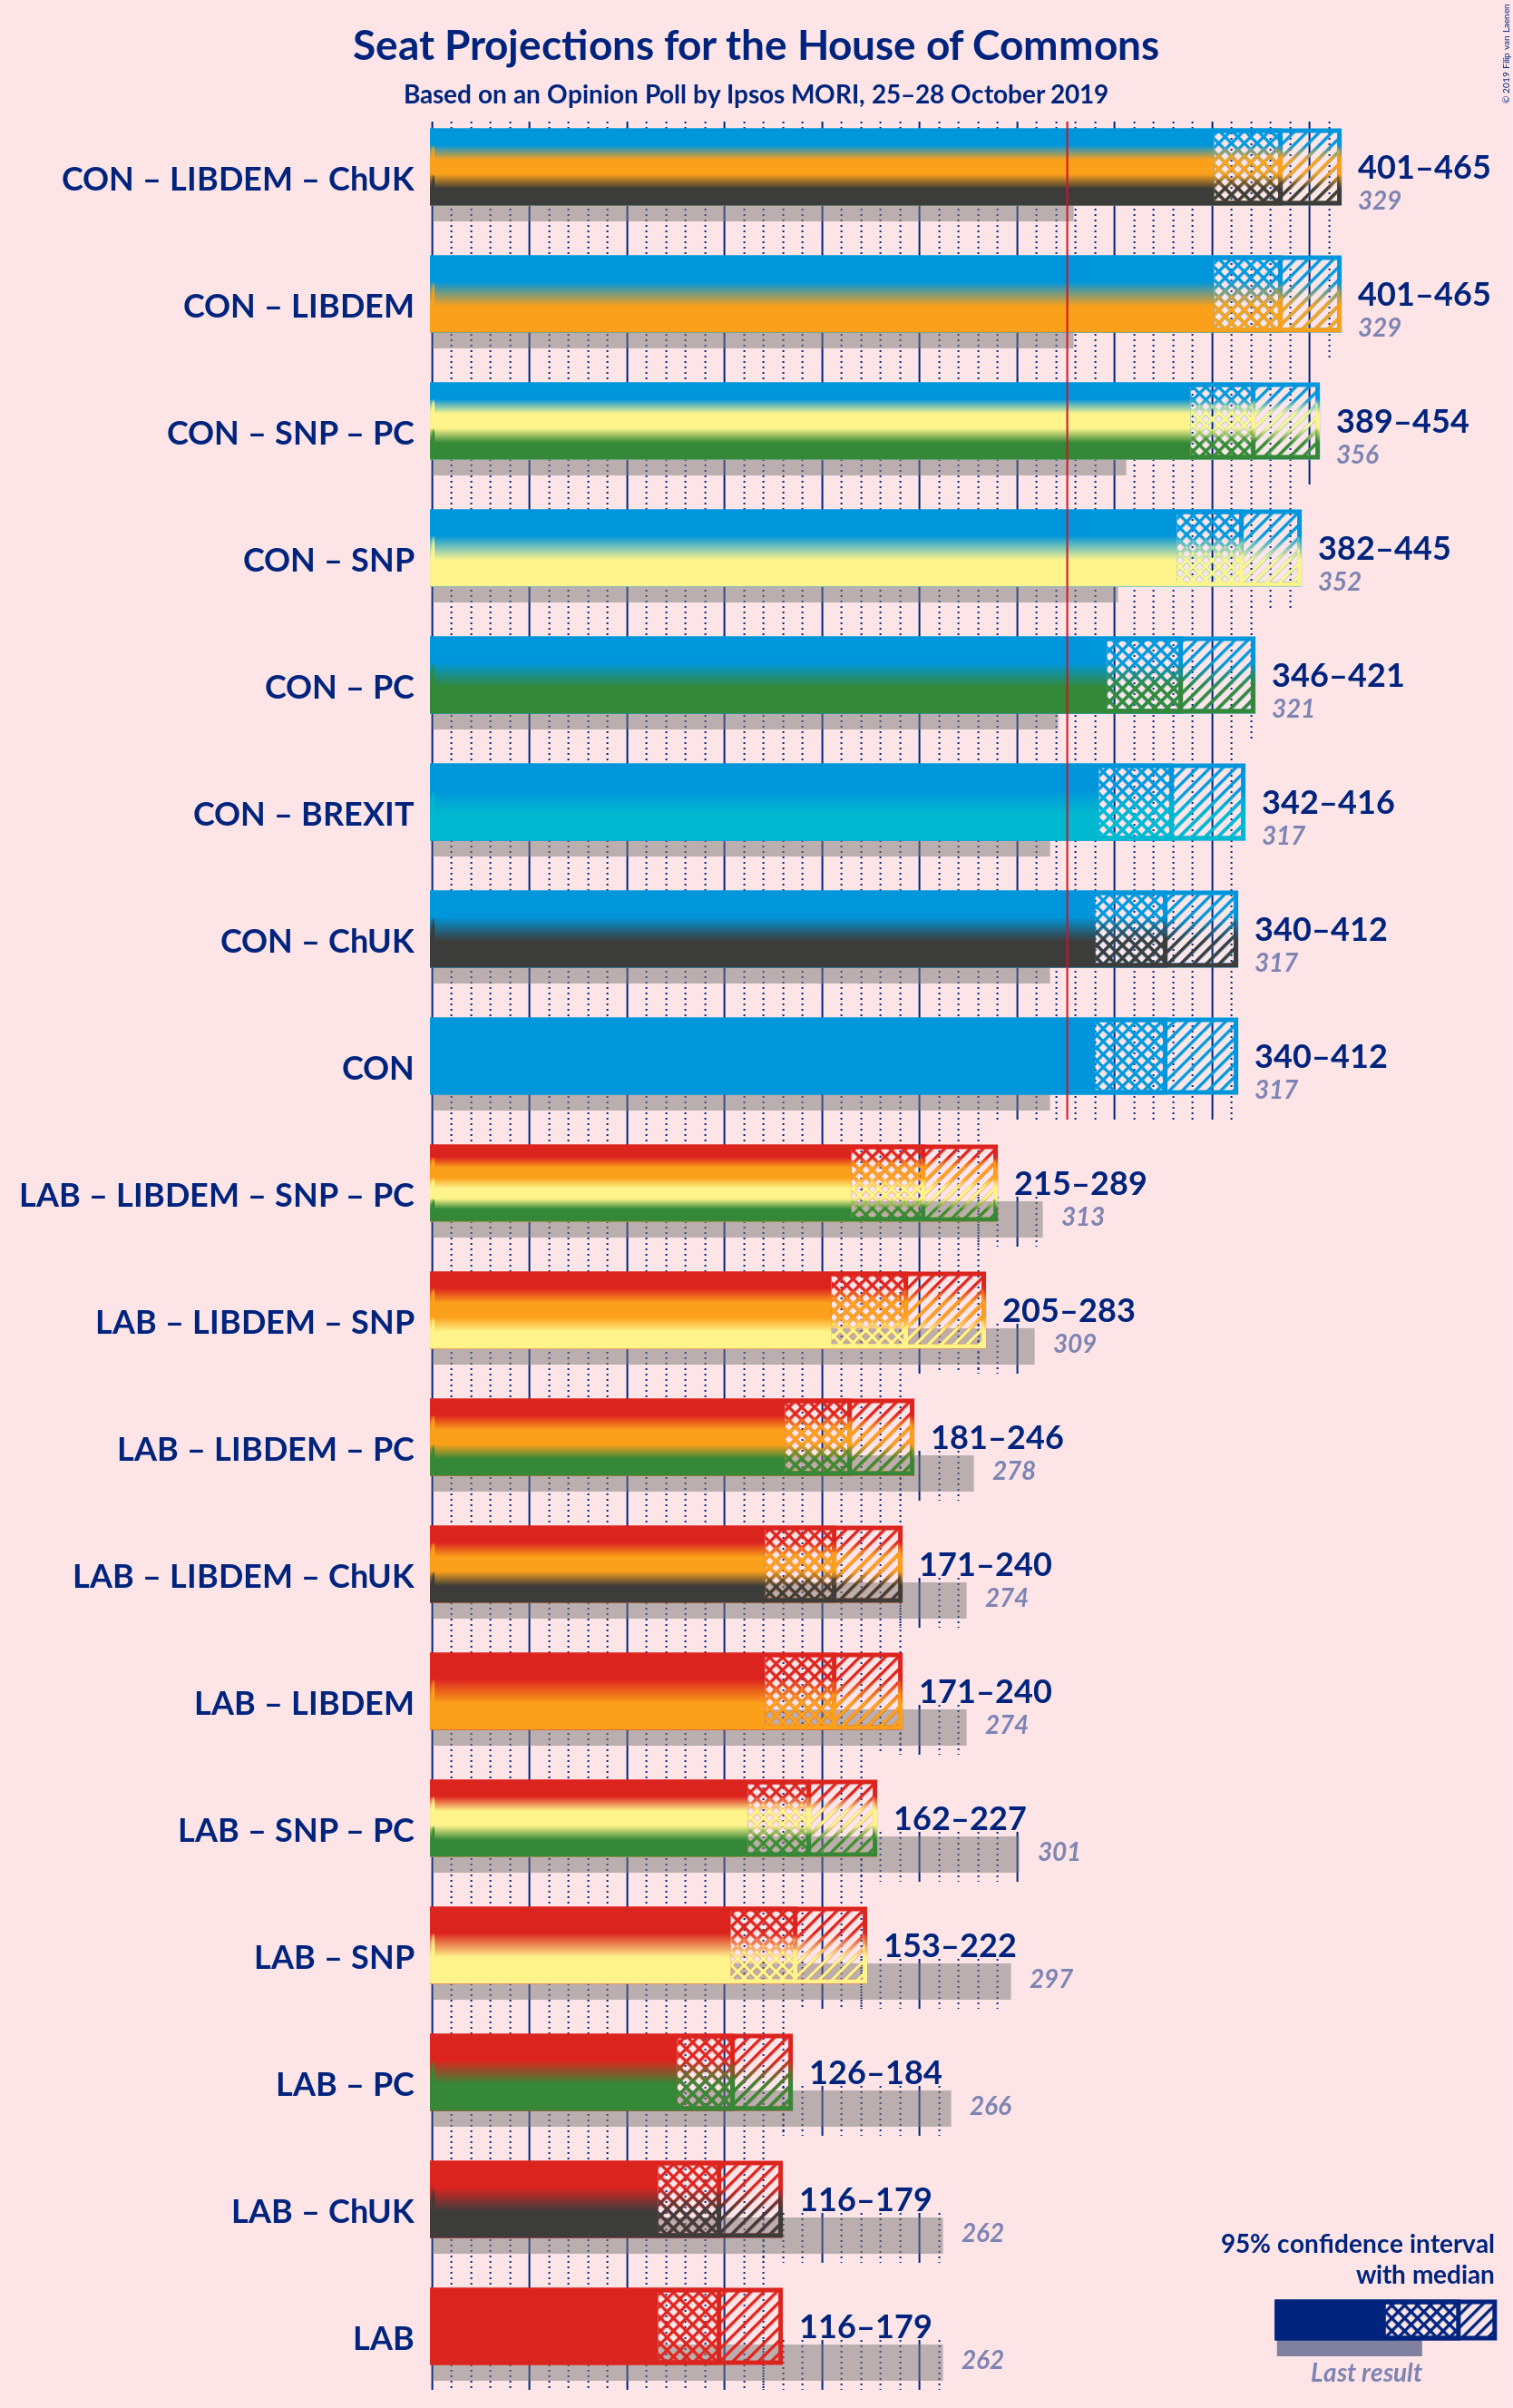 © 2019 Filip van Laenen
Seat Projections for the House of Commons
Based on an Opinion Poll by Ipsos MORI, 25–28 October 2019
CON – LIBDEM – ChUK
401–465
329
CON – LIBDEM
401–465
329
CON – SNP – PC
389–454
356
CON – SNP
382–445
352
CON – PC
346–421
321
CON – BREXIT
342–416
317
CON – ChUK
340–412
317
CON
340–412
317
LAB – LIBDEM – SNP – PC
215–289
313
LAB – LIBDEM – SNP
205–283
309
LAB – LIBDEM – PC
181–246
278
LAB – LIBDEM – ChUK
171–240
274
LAB – LIBDEM
171–240
274
LAB – SNP – PC
162–227
301
LAB – SNP
153–222
297
LAB – PC
126–184
266
LAB – ChUK
116–179
262
LAB
116–179
262
95% confidence interval
with median
Last result